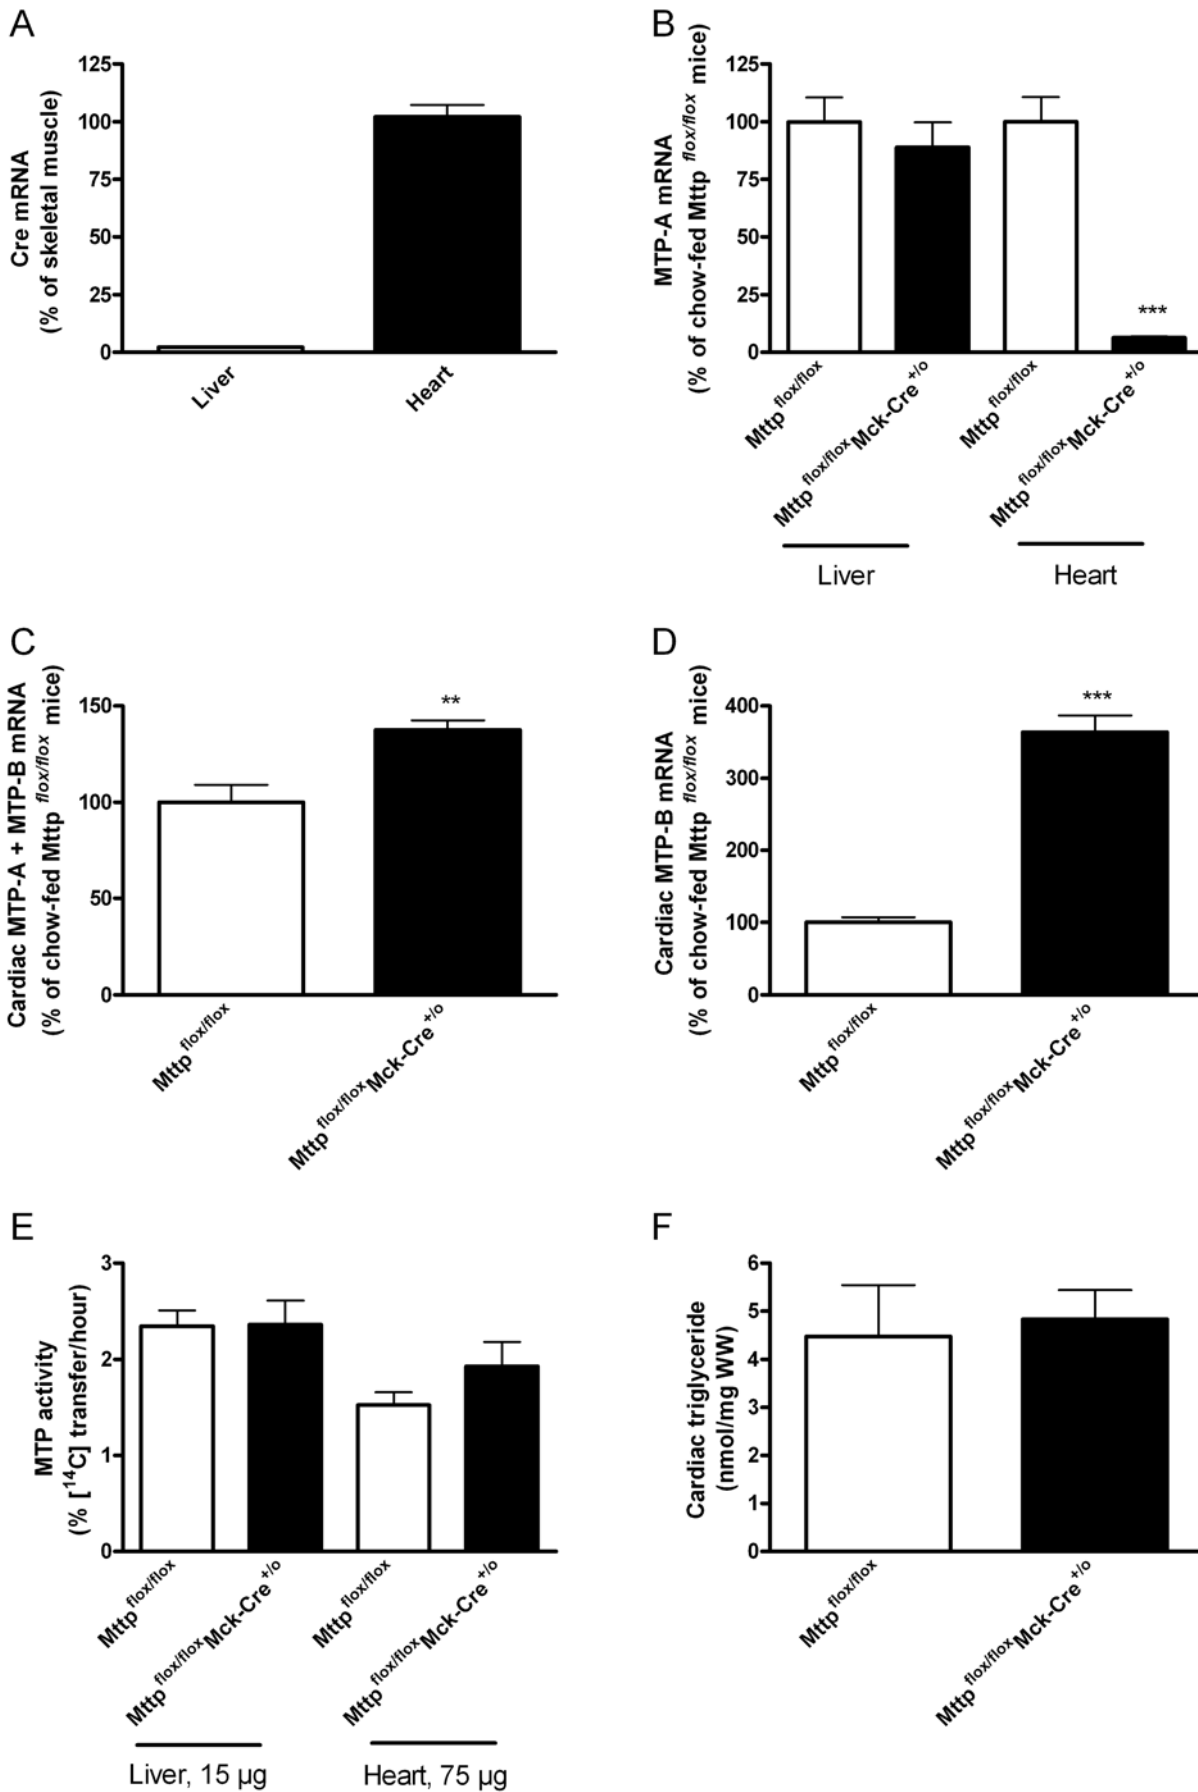 A
Cre mRNA
(% of skeletal muscle)
125
100
75
50
25
0
Liver
Heart
B
MTP-A mRNA
(% of chow-fed Mttp flox/flox mice)
125
100
75
50
25
0
***
Mttp flox/flox
Mttp flox/flox Mck-Cre +/o
Mttp flox/flox
Mttp flox/flox Mck-Cre +/o
Liver
Heart
C
Cardiac MTP-A + MTP-B mRNA
(% of chow-fed Mttp flox/flox mice)
150
100
50
0
**
Mttp flox/flox
Mttp flox/flox Mck-Cre +/o
D
Cardiac MTP-B mRNA
(% of chow-fed Mttp flox/flox mice)
400
300
200
100
0
***
Mttp flox/flox
Mttp flox/flox Mck-Cre +/o
E
MTP activity
(% [14C] transfer/hour)
3
2
1
0
Mttp flox/flox
Mttp flox/flox Mck-Cre +/o
Mttp flox/flox
Mttp flox/flox Mck-Cre +/o
Liver, 15 µg
Heart, 75 µg
F
Cardiac triglyceride
(nmol/mg WW)
6
5
4
3
2
1
0
Mttp flox/flox
Mttp flox/flox Mck-Cre +/o